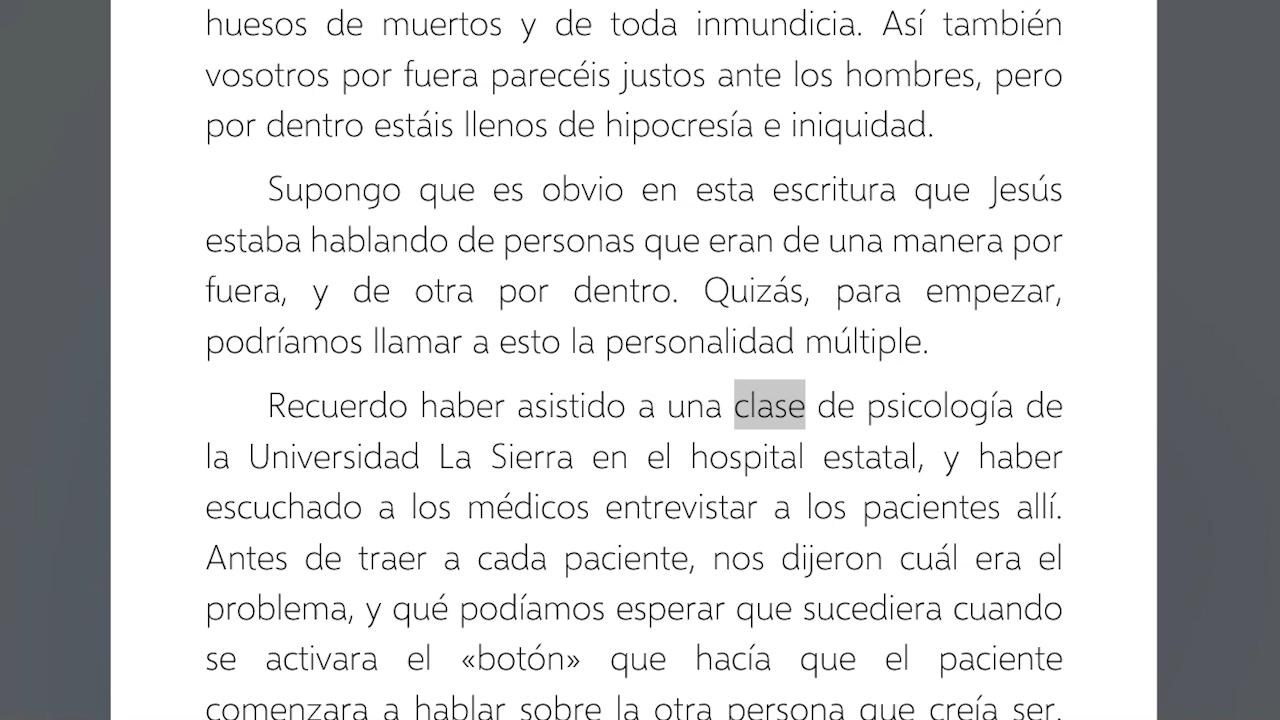 huesos de muertos y de toda inmundicia. Así también
vosotros por fuera parecéis justos ante los hombres, pero
por dentro estáis llenos de hipocresía e iniquidad.
Supongo que es obvio en esta escritura que Jesús
estaba hablando de personas que eran de una manera por
fuera, y de otra por dentro. Quizás, para empezar,
podríamos llamar a esto la personalidad múltiple.
Recuerdo haber asistido a una clase de psicología de
la Universidad La Sierra en el hospital estatal, y haber
escuchado a los médicos entrevistar a los pacientes allí.
Antes de traer a cada paciente, nos dijeron cuál era el
problema, y qué podíamos esperar que sucediera cuando
se activara el «botón» que hacía que el paciente
comenzara a hablar sobre la otra persona que creía ser.